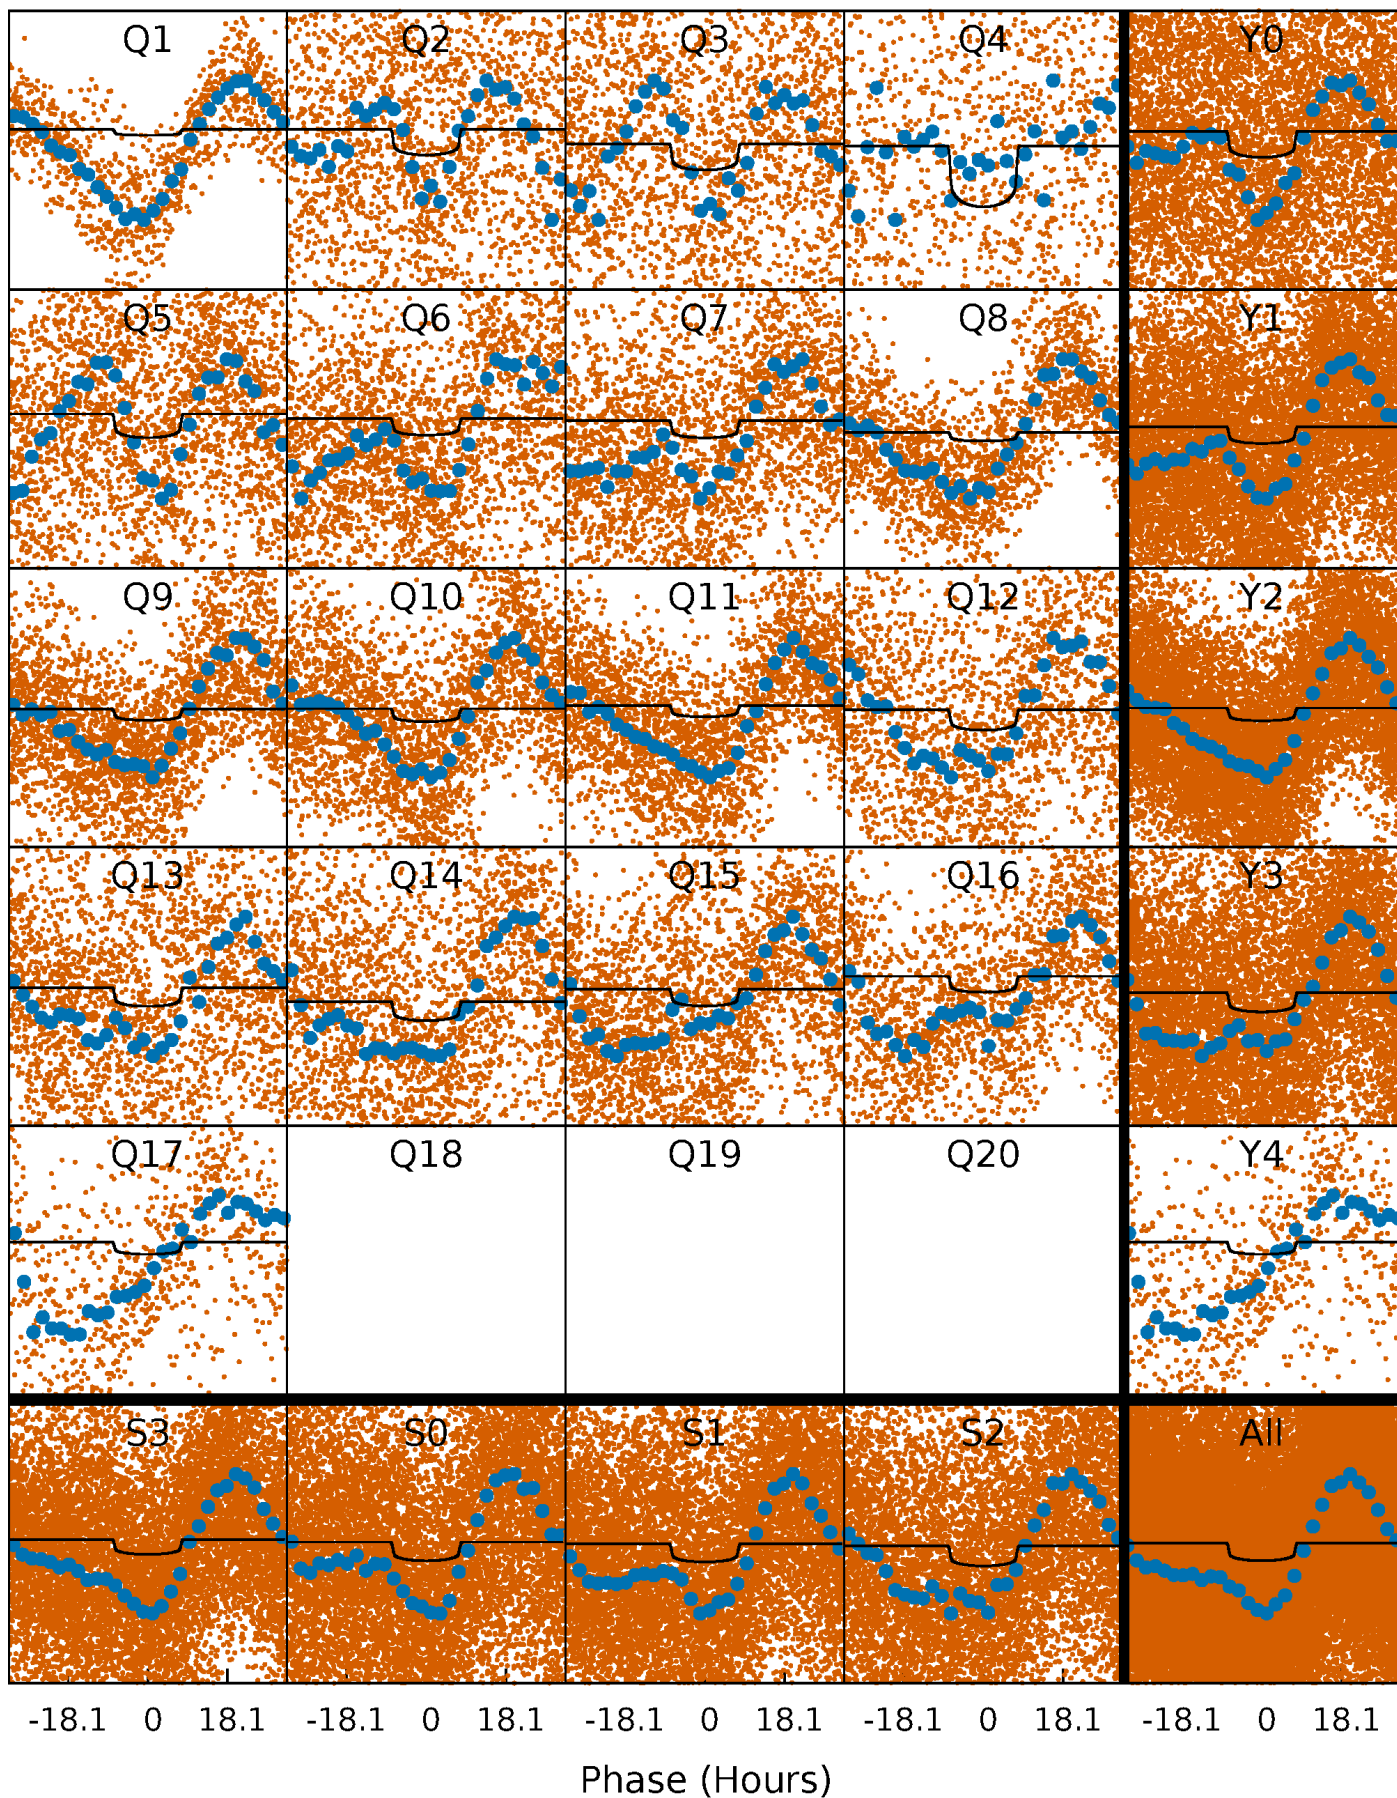 Q1 Q2 Q3 Q4 Y0
Q5 Q6 Q7 Q8 Y1
Q9 Q10 Q11 Q12 Y2
Q13 Q14 Q15 Q16 Y3
Q17 Q18 Q19 Q20 Y4
S3 S0 S1 S2 All
-18.1 0 18.1 -18.1 0 18.1 -18.1 0 18.1 -18.1 0 18.1 -18.1 0 18.1
Phase (Hours)